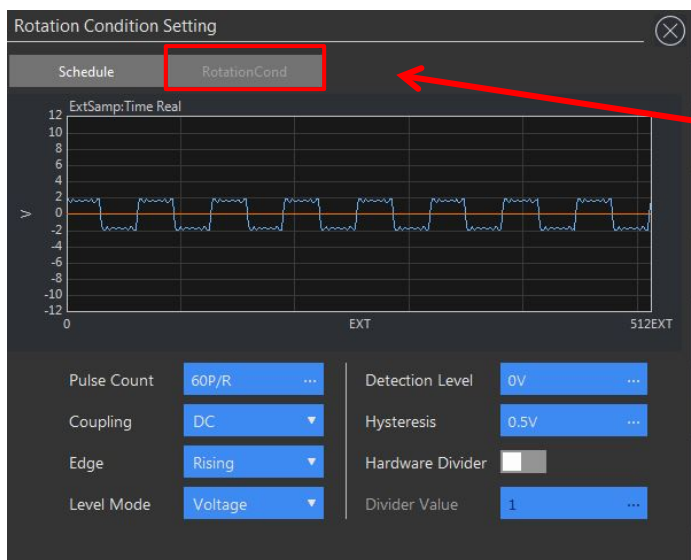 Rotation Condition Setting
Schedule RotationCond
ExtSamp:Time Real
12
10
8
6
4
2
0
-2
-4
-6
-8
-10
-12
V
0 EXT 512EXT
Pulse Count 60P/R ... Detection Level 0V ...
Coupling DC Hysteresis 0.5V ...
Edge Rising Hardware Divider
Level Mode Voltage Divider Value 1 ...